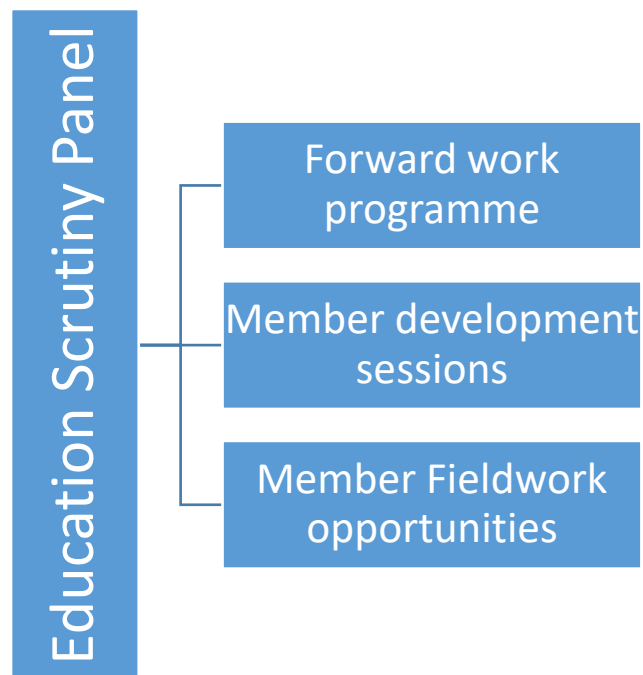 Education Scrutiny Panel
Forward work
programme
Member development
sessions
Member Fieldwork
opportunities